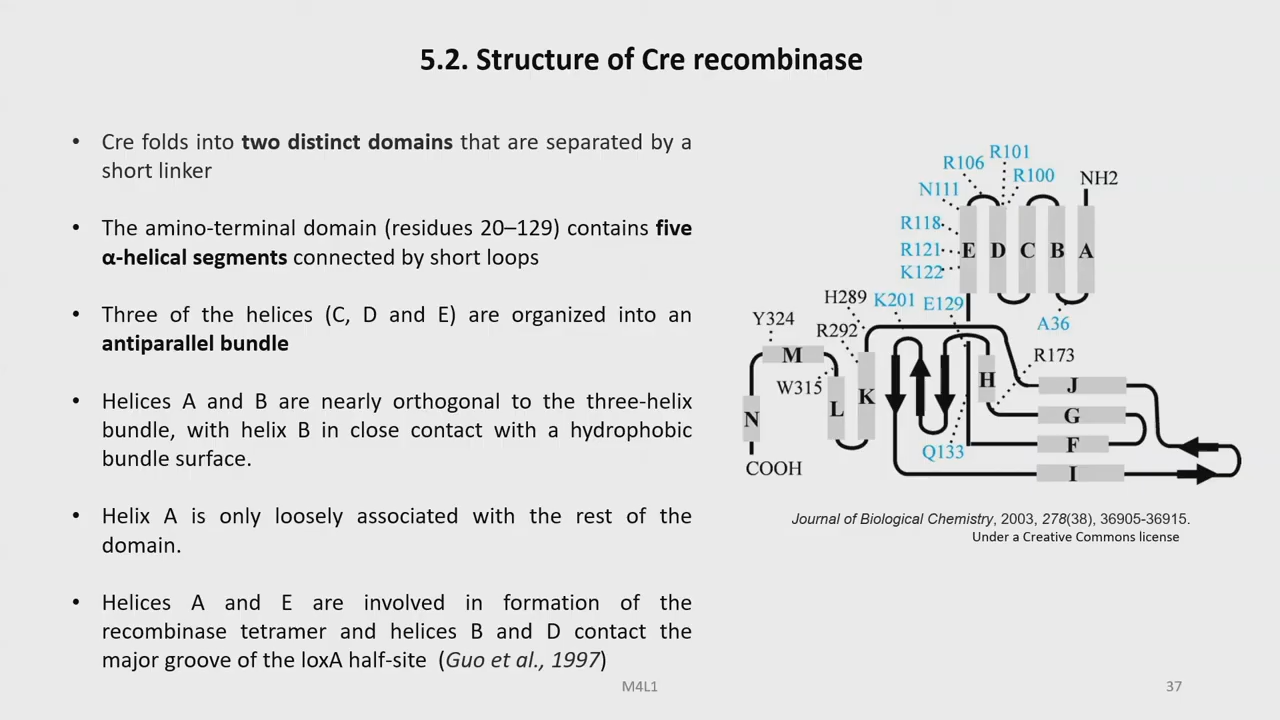 5.2. Structure of Cre recombinase
• Cre folds into two distinct domains that are separated by a
short linker
• The amino-terminal domain (residues 20–129) contains five
α-helical segments connected by short loops
• Three of the helices (C, D and E) are organized into an
antiparallel bundle
• Helices A and B are nearly orthogonal to the three-helix
bundle, with helix B in close contact with a hydrophobic
bundle surface.
• Helix A is only loosely associated with the rest of the
domain.
• Helices A and E are involved in formation of the
recombinase tetramer and helices B and D contact the
major groove of the loxA half-site (Guo et al., 1997)
R101
R106
R100
NH2
N111
R118
R121
K122
E D C B A
H289 K201 E129
A36
Y324
R292
R173
M
W315
H
J
K
L
G
N
F
Q133
COOH
I
Journal of Biological Chemistry, 2003, 278(38), 36905-36915.
Under a Creative Commons license
M4L1
37